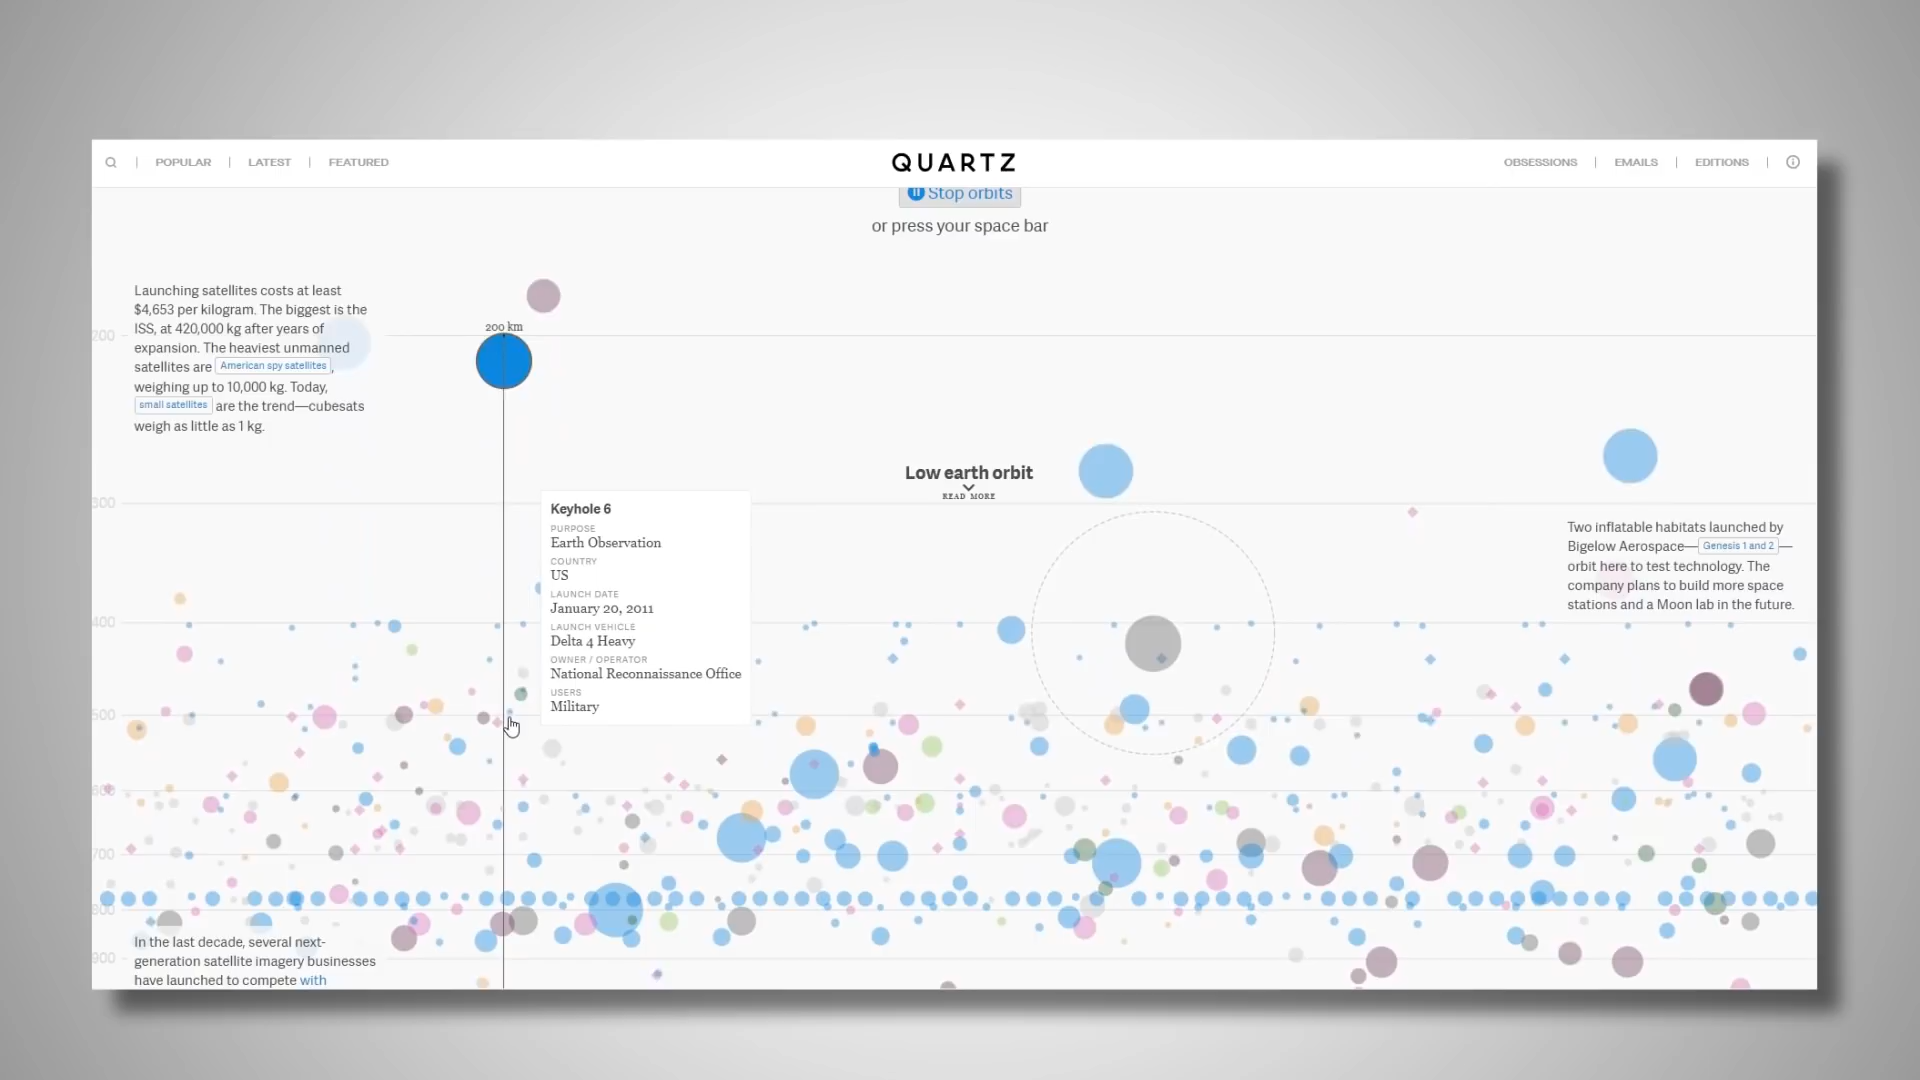 POPULAR | LATEST | FEATURED
QUARTZ
OBSESSIONS | EMAILS | EDITIONS
Stop orbits
or press your space bar
Launching satellites costs at least
$4,653 per kilogram. The biggest is the
ISS, at 420,000 kg after years of
expansion. The heaviest unmanned
satellites are American spy satellites,
weighing up to 10,000 kg. Today,
small satellites are the trend—cubesats
weigh as little as 1 kg.
200 km
200
300
400
500
600
700
800
900
Low earth orbit
READ MORE
Keyhole 6
PURPOSE
Earth Observation
COUNTRY
US
LAUNCH DATE
January 20, 2011
LAUNCH VEHICLE
Delta 4 Heavy
OWNER / OPERATOR
National Reconnaissance Office
USERS
Military
Two inflatable habitats launched by
Bigelow Aerospace—Genesis 1 and 2—
orbit here to test technology. The
company plans to build more space
stations and a Moon lab in the future.
In the last decade, several next-
generation satellite imagery businesses
have launched to compete with